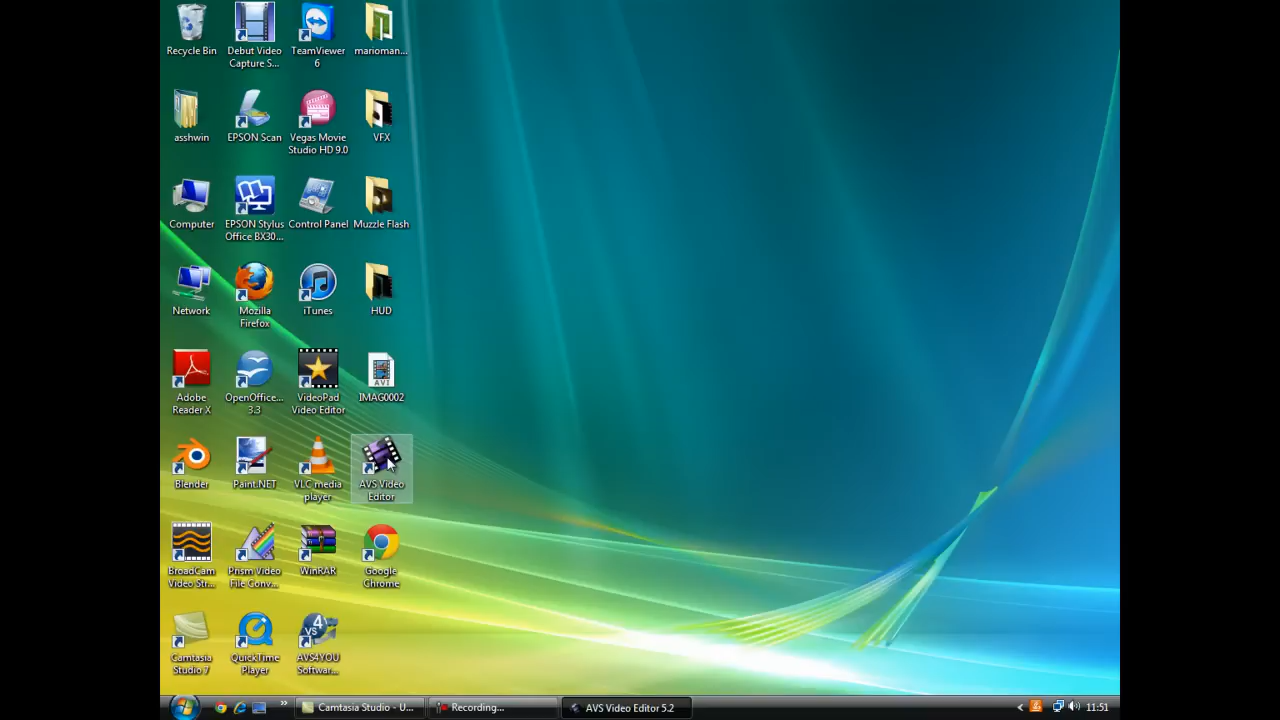 Recycle Bin
Debut Video
Capture S...
TeamViewer
6
marioman...
asshwin
EPSON Scan
Vegas Movie
Studio HD 9.0
VFX
Computer
EPSON Stylus
Office BX30...
Control Panel
Muzzle Flash
Network
Mozilla
Firefox
iTunes
HUD
Adobe
Reader X
OpenOffice...
3.3
VideoPad
Video Editor
AVI
IMAG0002
Blender
Paint.NET
VLC media
player
AVS Video
Editor
BroadCam
Video Str...
Prism Video
File Conv...
WinRAR
Google
Chrome
Camtasia
Studio 7
QuickTime
Player
4
VS
AVS4YOU
Softwar...
Camtasia Studio - U...
Recording...
AVS Video Editor 5.2
11:51